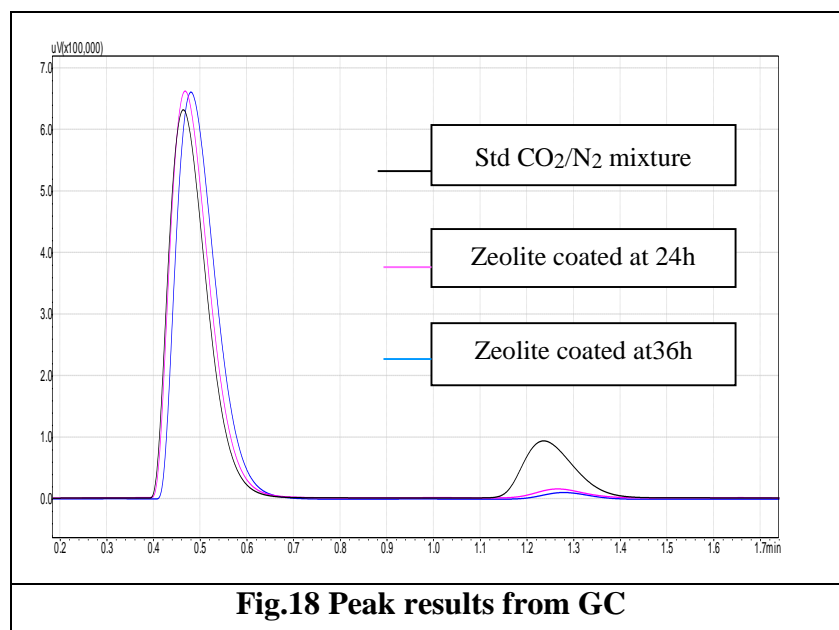 uV(x100,000)
7.0
6.0
5.0
4.0
3.0
2.0
1.0
0.0
Std CO₂/N₂ mixture
Zeolite coated at 24h
Zeolite coated at36h
0.2 0.3 0.4 0.5 0.6 0.7 0.8 0.9 1.0 1.1 1.2 1.3 1.4 1.5 1.6 1.7min
Fig.18 Peak results from GC